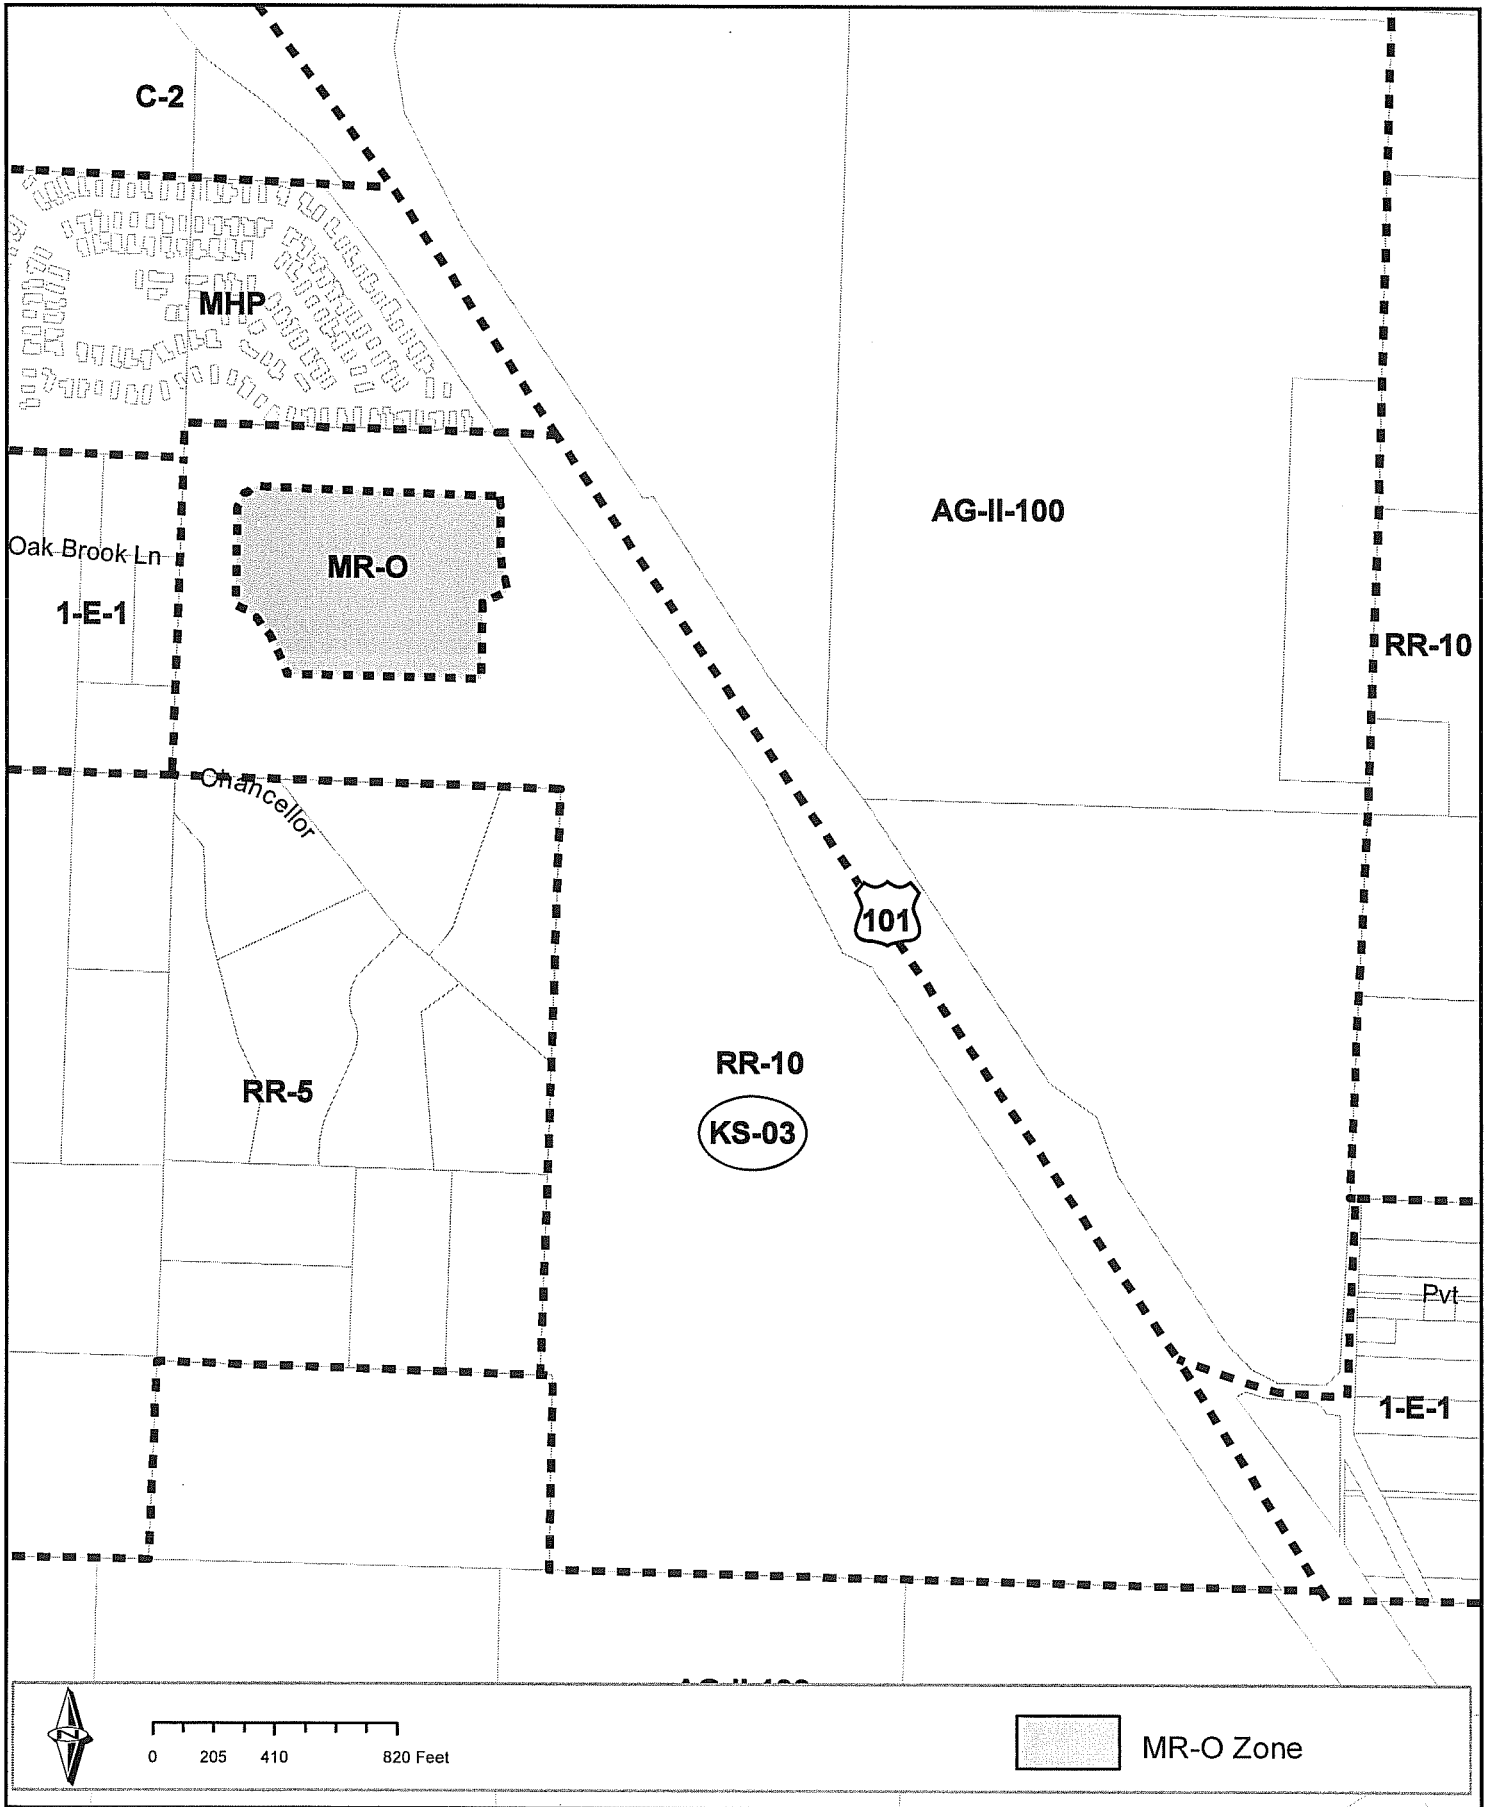 C-2
MHP
AG-II-100
Oak Brook Ln
MR-O
1-E-1
RR-10
Chancellor
101
RR-10
RR-5
KS-03
Pvt
1-E-1
N
0 205 410 820 Feet
MR-O Zone